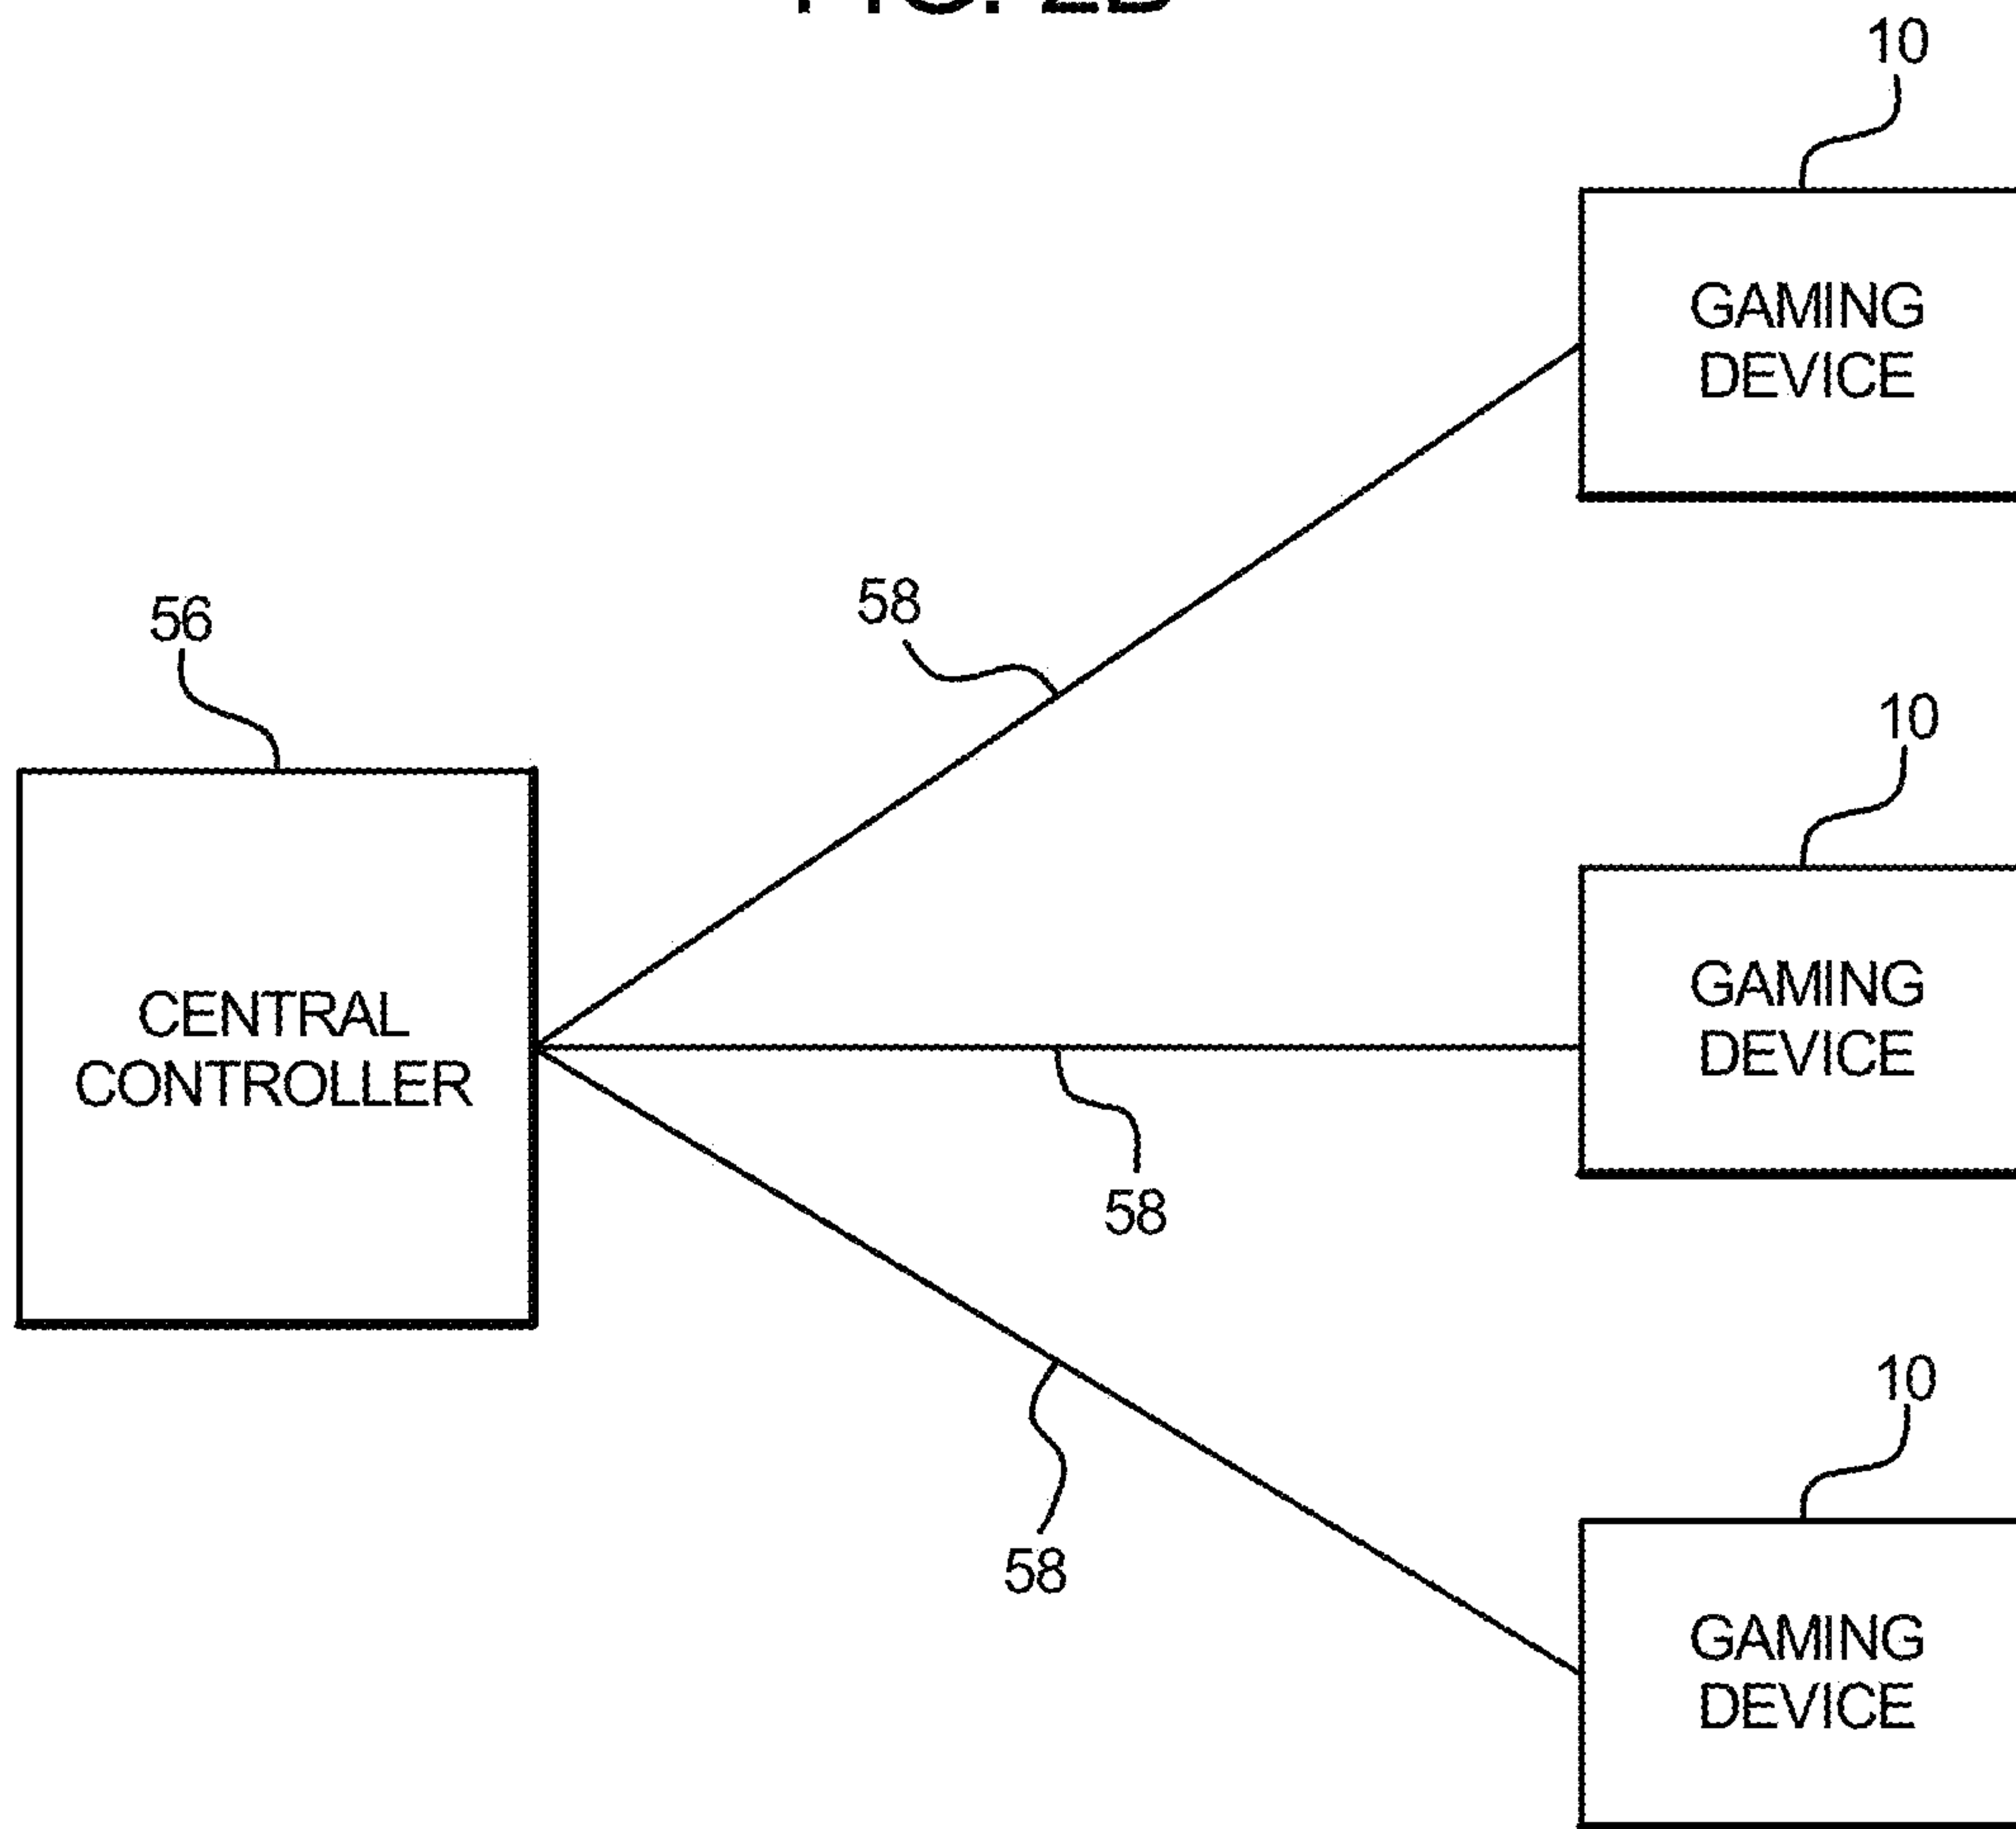 10
GAMING
DEVICE
58
56
10
CENTRAL
CONTROLLER
GAMING
DEVICE
58
10
58
GAMING
DEVICE